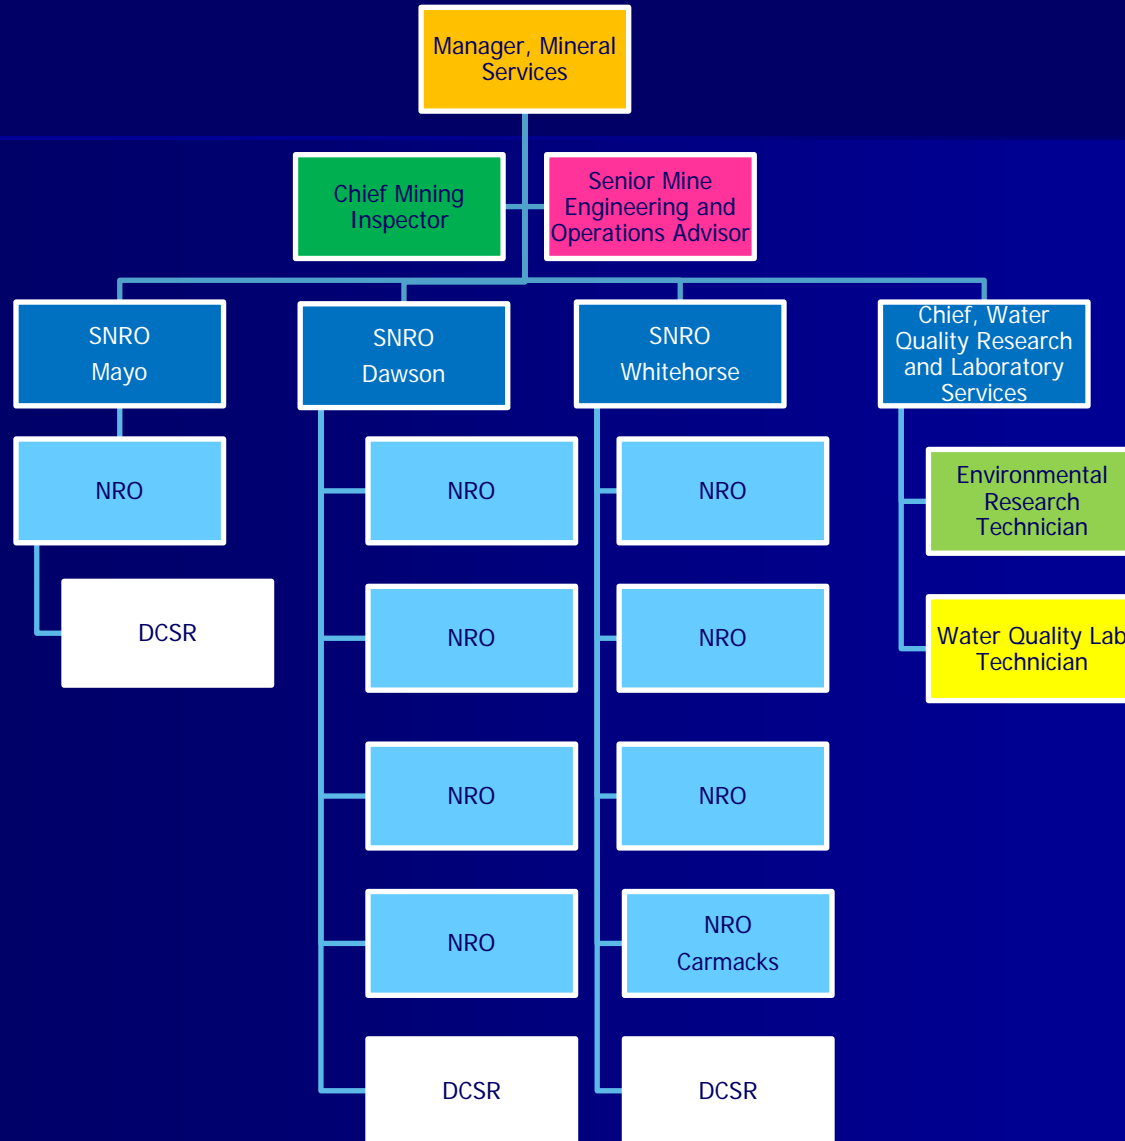 Manager, Mineral
Services
Chief Mining
Inspector
Senior Mine
Engineering and
Operations Advisor
SNRO
Mayo
SNRO
Dawson
SNRO
Whitehorse
Chief, Water
Quality Research
and Laboratory
Services
NRO
DCSR
NRO
NRO
NRO
NRO
DCSR
NRO
NRO
NRO
NRO
Carmacks
DCSR
Environmental
Research
Technician
Water Quality Lab
Technician